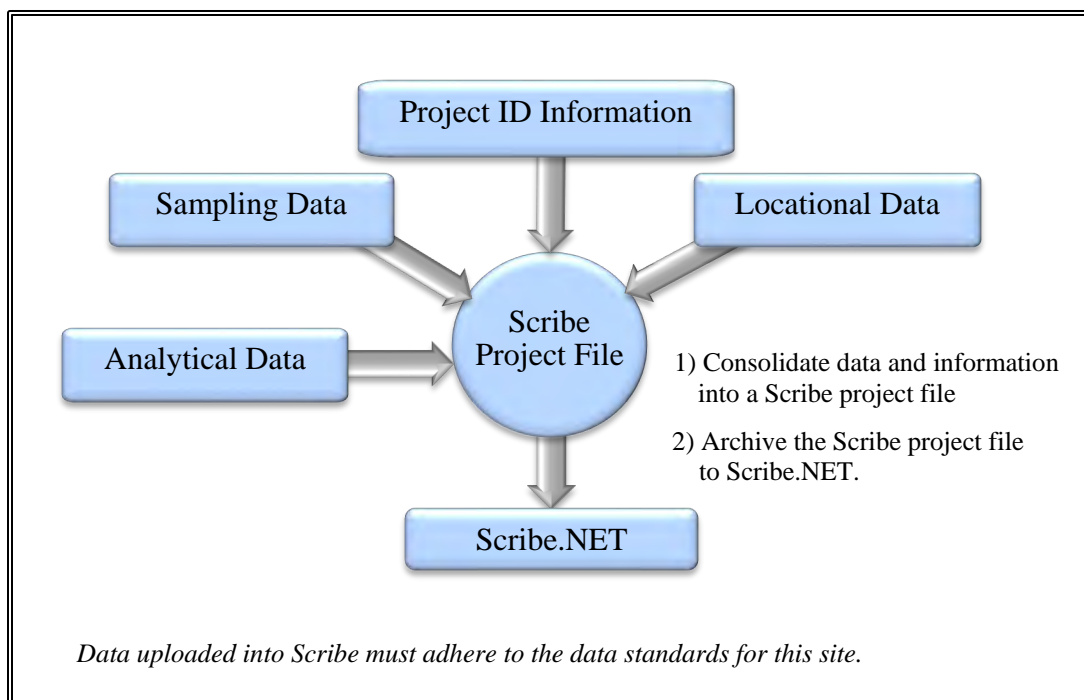 Project ID Information
Sampling Data
Locational Data
Analytical Data
Scribe
Project File
1) Consolidate data and information
into a Scribe project file
2) Archive the Scribe project file
to Scribe.NET.
Scribe.NET
Data uploaded into Scribe must adhere to the data standards for this site.